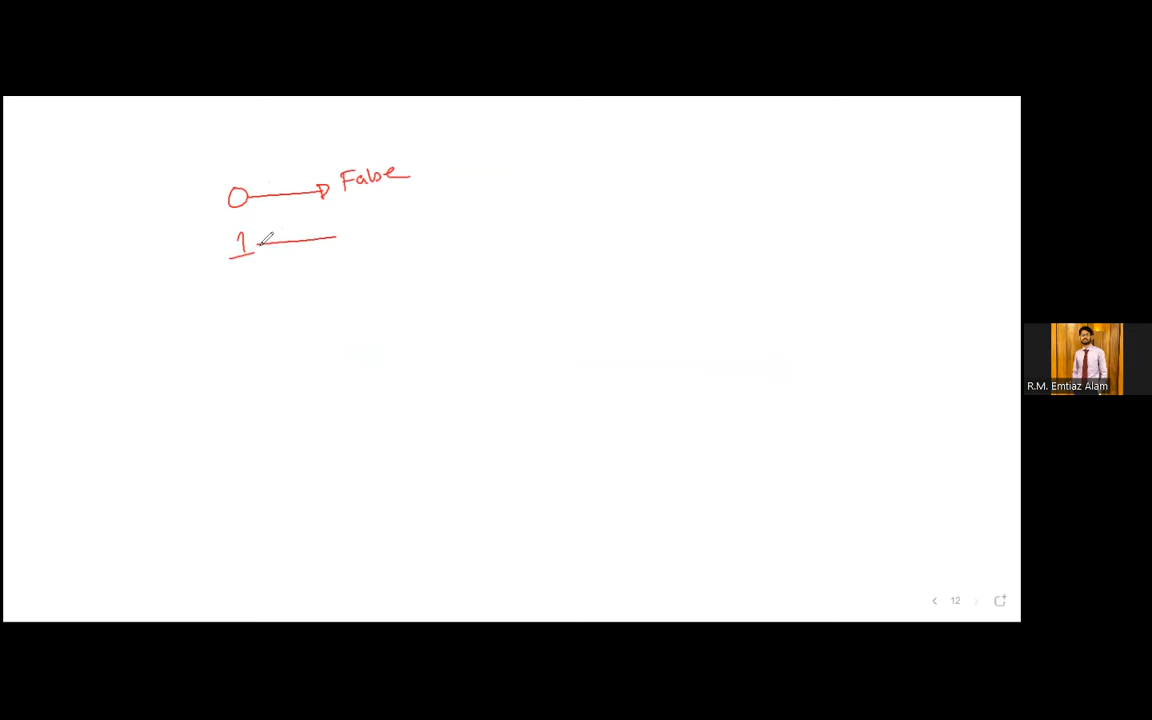 0 → False
1
R.M. Emtiaz Alam
12